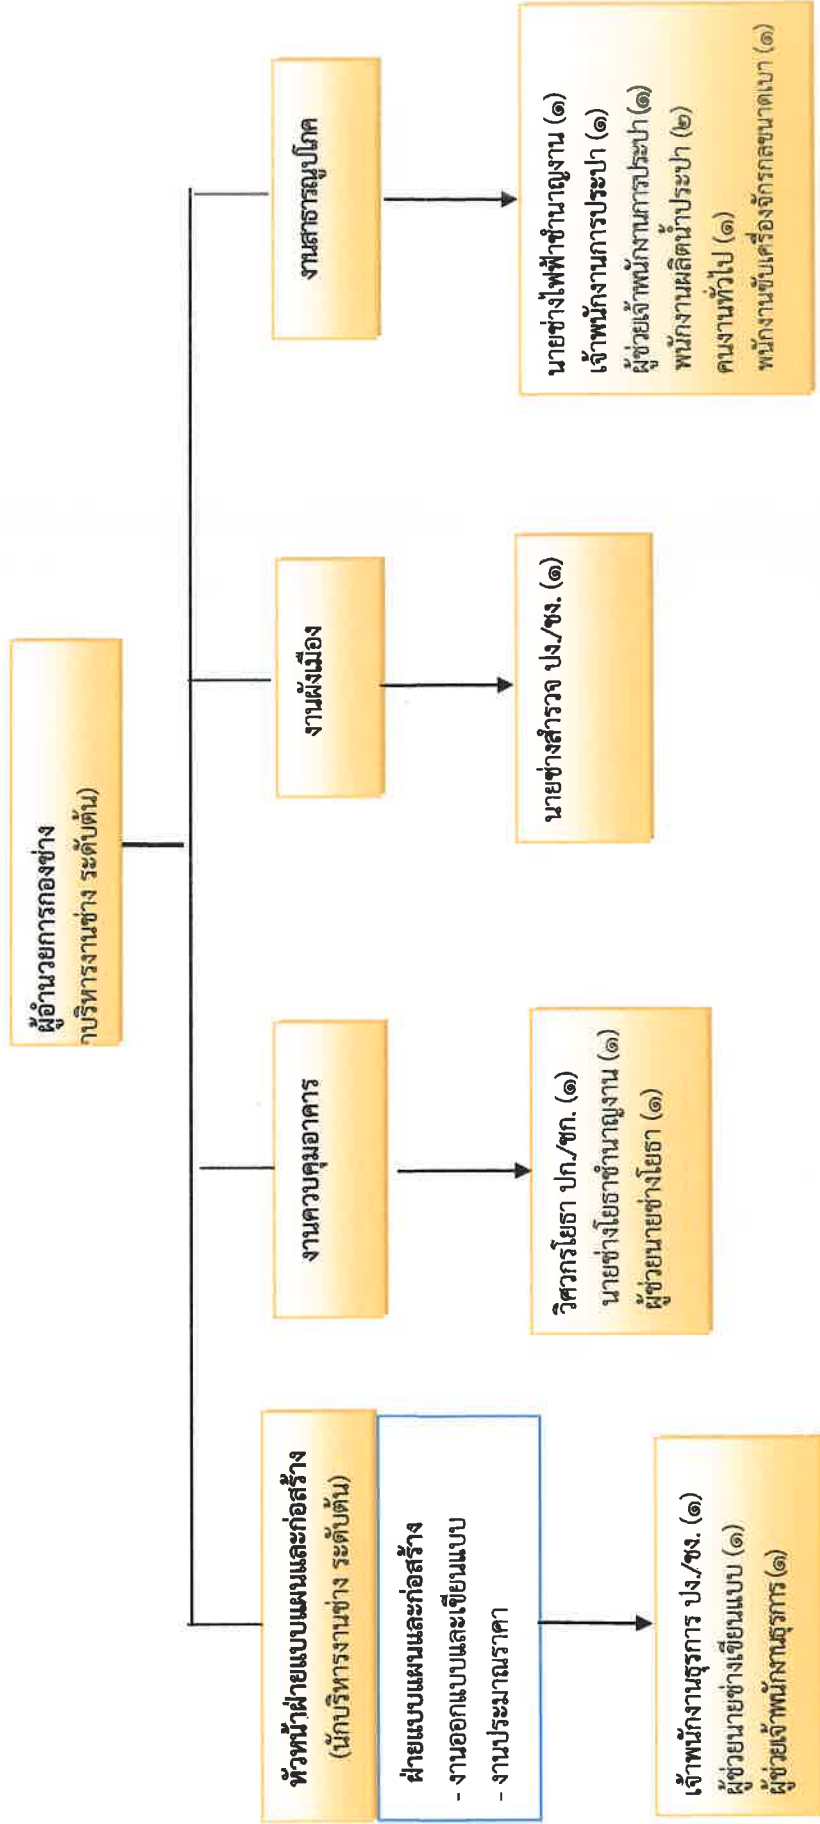 ผู้อำนวยการกองช่าง
าบริหารงานช่าง ระดับต้น)
หัวหน้าฝ่ายแบบแผนและก่อสร้าง
(นักบริหารงานช่าง ระดับต้น)
ฝ่ายแบบแผนและก่อสร้าง
- งานออกแบบและเขียนแบบ
- งานประมาณราคา
เจ้าพนักงานธุรการ ปง./ชง. (๑)
ผู้ช่วยนายช่างเขียนแบบ (๑)
ผู้ช่วยเจ้าพนักงานธุรการ (๑)
งานควบคุมอาคาร
วิศวกรโยธา ปก./ชก. (๑)
นายช่างโยธาชำนาญงาน (๑)
ผู้ช่วยนายช่างโยธา (๑)
งานผังเมือง
นายช่างสำรวจ ปง./ชง. (๑)
งานสาธารณูปโภค
นายช่างไฟฟ้าชำนาญงาน (๑)
เจ้าพนักงานการประปา (๑)
ผู้ช่วยเจ้าพนักงานการประปา (๑)
พนักงานผลิตน้ำประปา (๒)
คนงานทั่วไป (๑)
พนักงานขับเครื่องจักรกลขนาดเบา (๑)